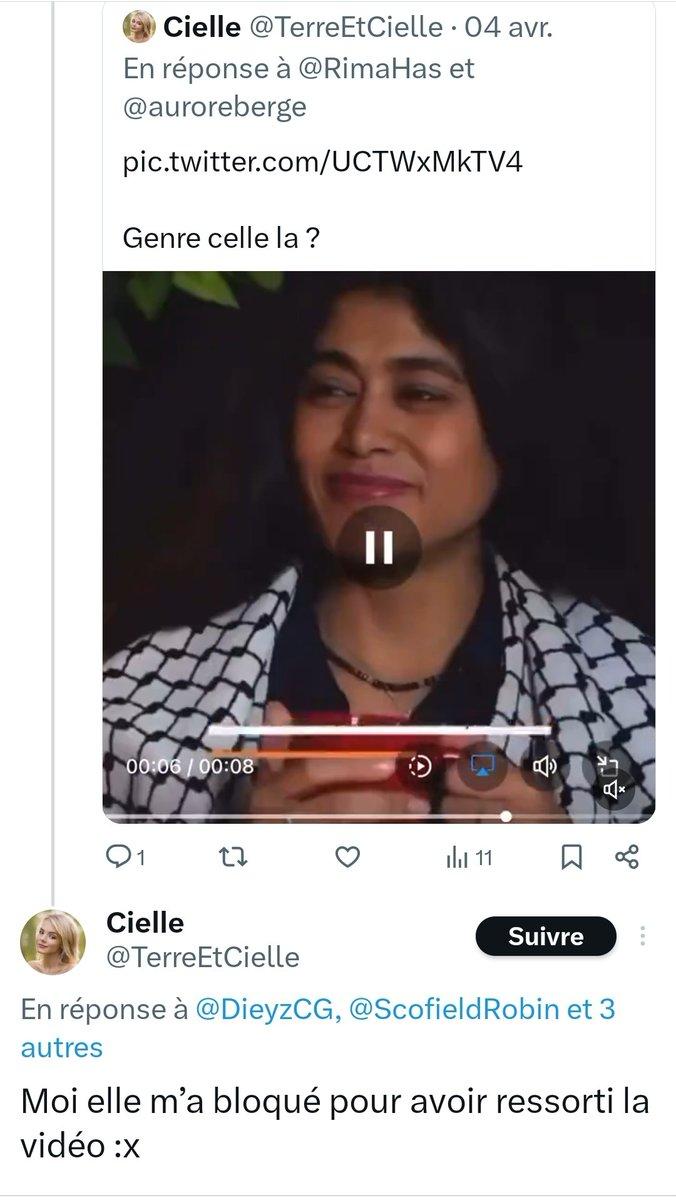 Cielle @TerreEtCielle · 04 avr.
En réponse à @RimaHas et
@auroreberge
pic.twitter.com/UCTWxMkTV4
Genre celle la ?
00:06 / 00:08
1
11
Cielle
@TerreEtCielle
Suivre
En réponse à @DieyzCG, @ScofieldRobin et 3
autres
Moi elle m’a bloqué pour avoir ressorti la
vidéo :x